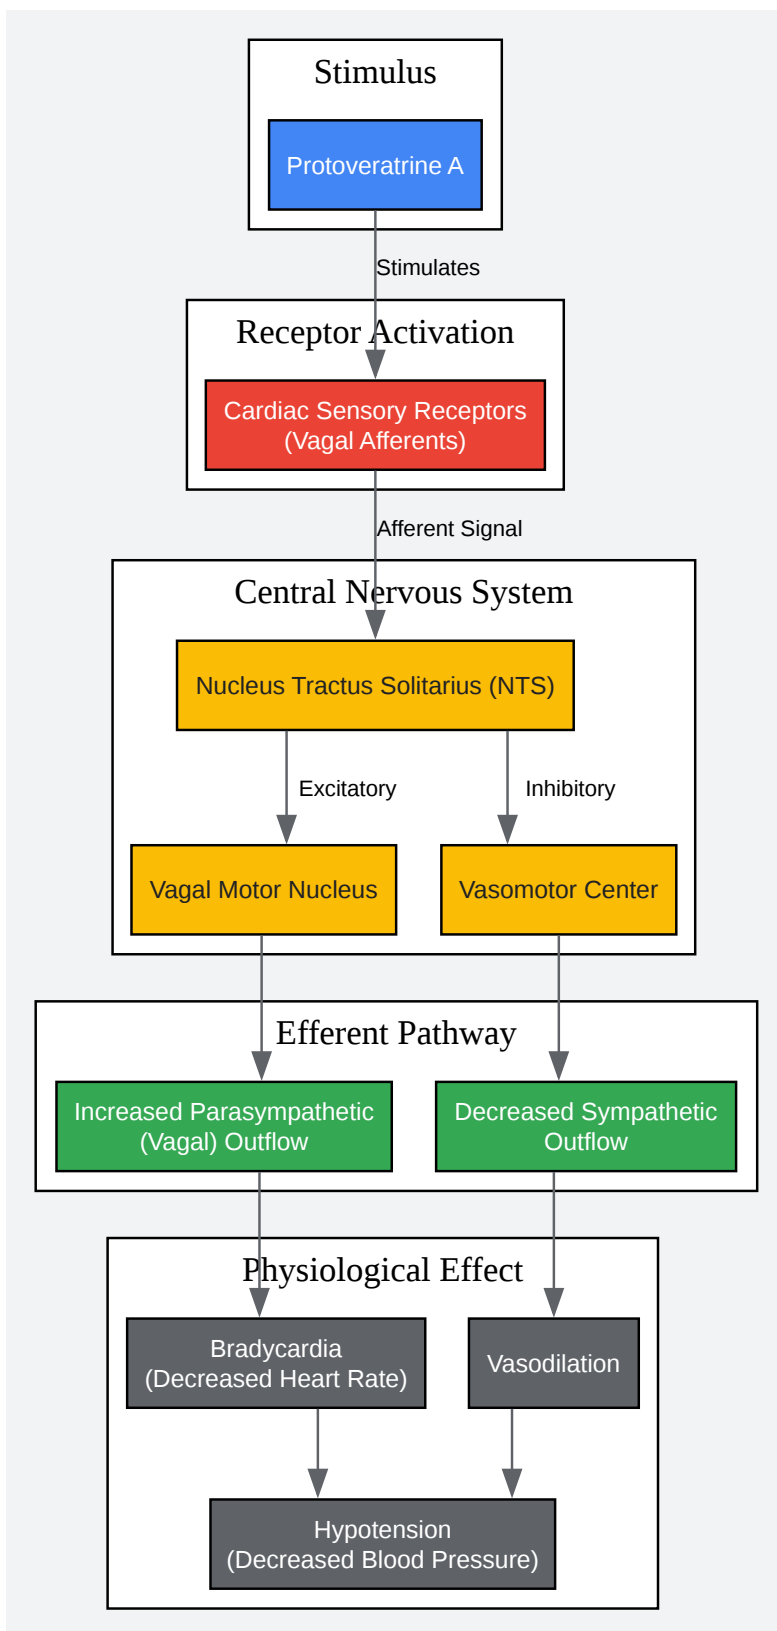 Stimulus
Protoveratrine A
Stimulates
Receptor Activation
Cardiac Sensory Receptors
(Vagal Afferents)
Afferent Signal
Central Nervous System
Nucleus Tractus Solitarius (NTS)
Excitatory
Inhibitory
Vagal Motor Nucleus
Vasomotor Center
Efferent Pathway
Increased Parasympathetic
(Vagal) Outflow
Decreased Sympathetic
Outflow
Physiological Effect
Bradycardia
(Decreased Heart Rate)
Vasodilation
Hypotension
(Decreased Blood Pressure)